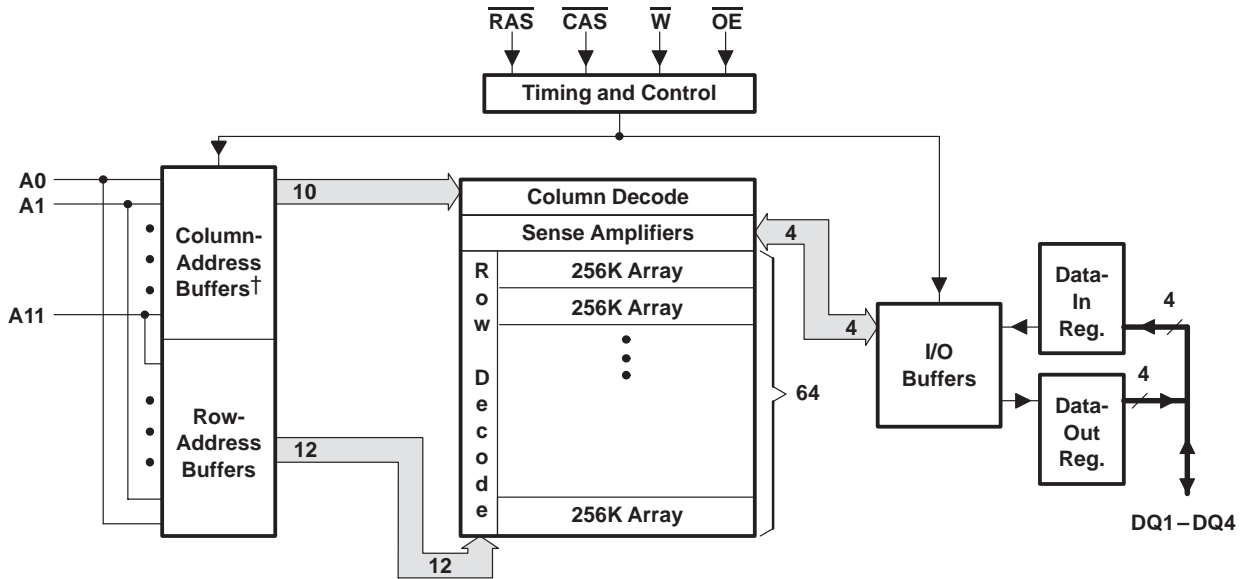 RAS CAS W OE
Timing and Control
A0
A1
A11
Column-
Address
Buffers†
Row-
Address
Buffers
10
12
12
Column Decode
Sense Amplifiers
Row Decode
256K Array
256K Array
256K Array
64
4
4
I/O
Buffers
Data-
In
Reg.
4
Data-
Out
Reg.
4
DQ1–DQ4